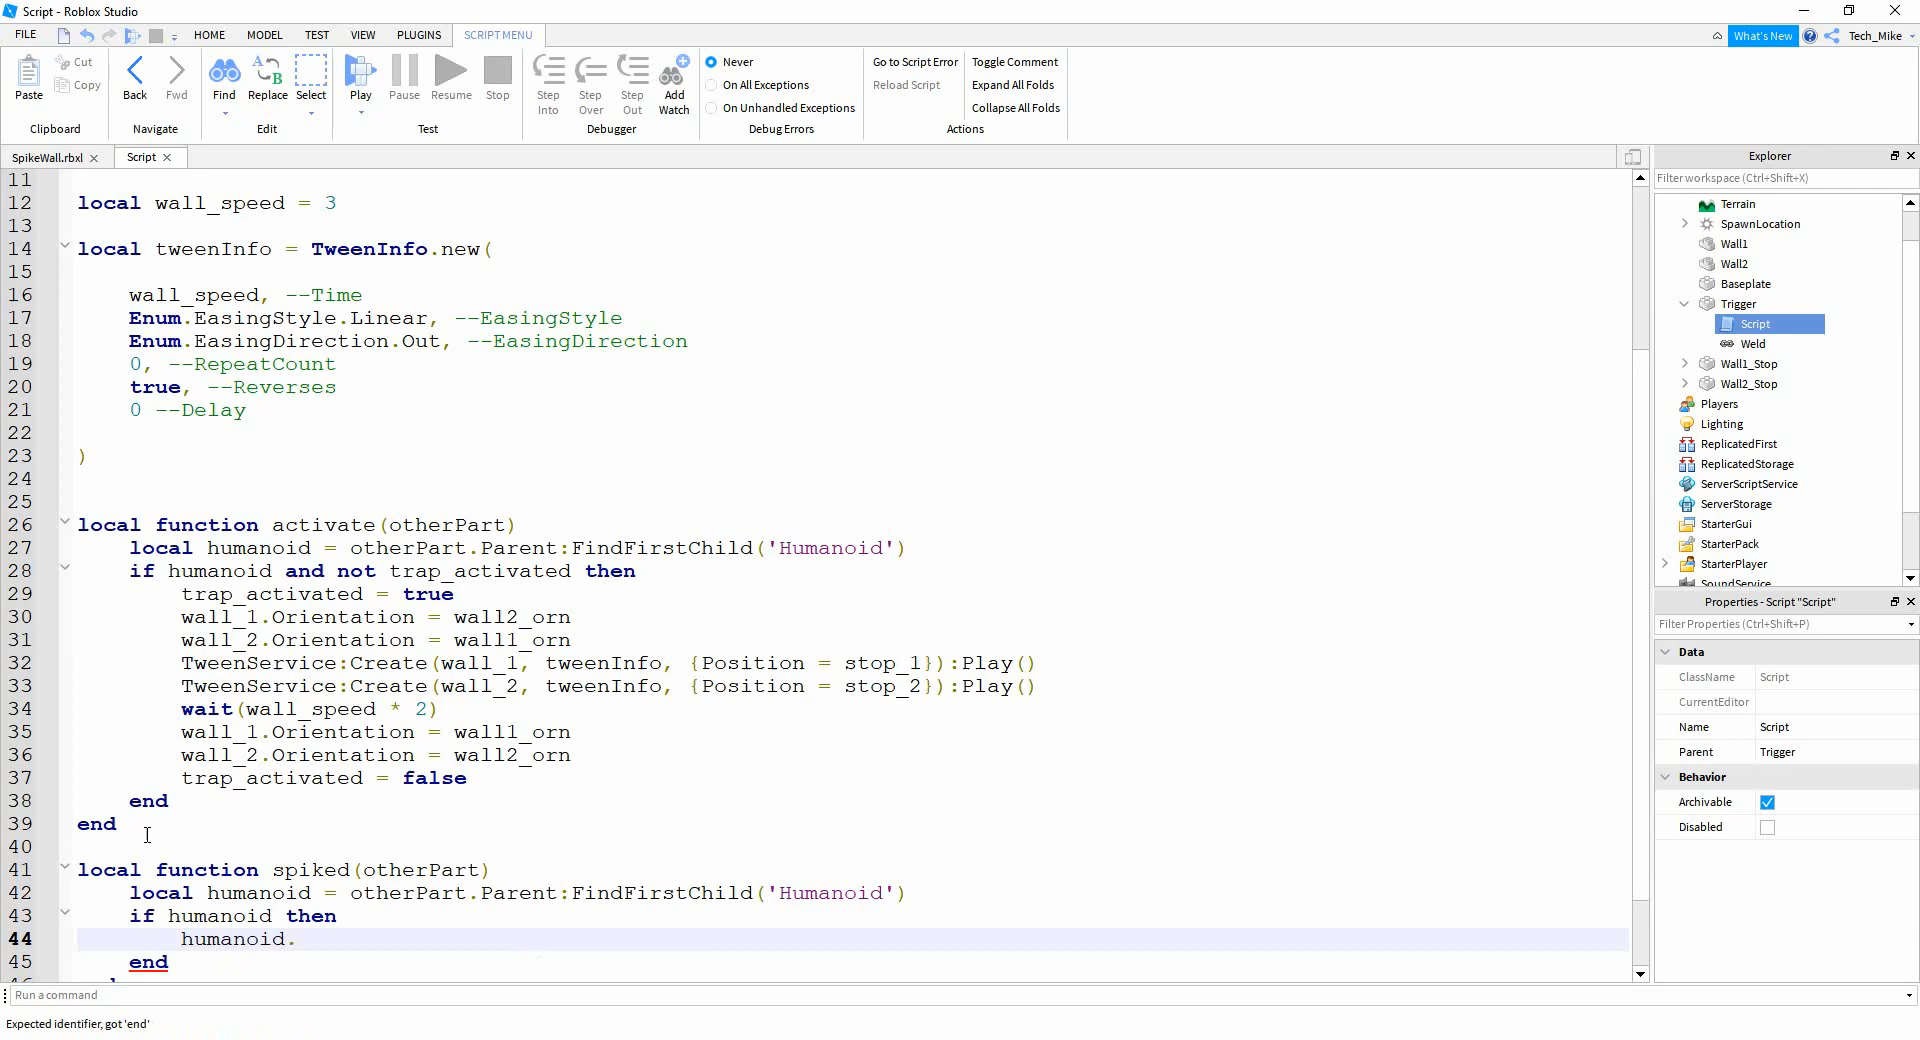 Script - Roblox Studio
FILE HOME MODEL TEST VIEW PLUGINS SCRIPT MENU What's New Tech_Mike
Paste Cut Copy Back Fwd Find Replace Select Play Pause Resume Stop Step Into Step Over Step Out Add Watch
Never
On All Exceptions
On Unhandled Exceptions
Go to Script Error
Reload Script
Toggle Comment
Expand All Folds
Collapse All Folds
Clipboard Navigate Edit Test Debugger Debug Errors Actions
SpikeWall.rbxl Script
11
12 local wall_speed = 3
13
14 local tweenInfo = TweenInfo.new(
15
16 wall_speed, --Time
17 Enum.EasingStyle.Linear, --EasingStyle
18 Enum.EasingDirection.Out, --EasingDirection
19 0, --RepeatCount
20 true, --Reverses
21 0 --Delay
22
23 )
24
25
26 local function activate(otherPart)
27 local humanoid = otherPart.Parent:FindFirstChild('Humanoid')
28 if humanoid and not trap_activated then
29 trap_activated = true
30 wall_1.Orientation = wall2_orn
31 wall_2.Orientation = wall1_orn
32 TweenService:Create(wall_1, tweenInfo, {Position = stop_1}):Play()
33 TweenService:Create(wall_2, tweenInfo, {Position = stop_2}):Play()
34 wait(wall_speed * 2)
35 wall_1.Orientation = wall1_orn
36 wall_2.Orientation = wall2_orn
37 trap_activated = false
38 end
39 end
40
41 local function spiked(otherPart)
42 local humanoid = otherPart.Parent:FindFirstChild('Humanoid')
43 if humanoid then
44 humanoid.
45 end
Run a command
Expected identifier, got 'end'
Explorer
Filter workspace (Ctrl+Shift+X)
Terrain
SpawnLocation
Wall1
Wall2
Baseplate
Trigger
Script
Weld
Wall1_Stop
Wall2_Stop
Players
Lighting
ReplicatedFirst
ReplicatedStorage
ServerScriptService
ServerStorage
StarterGui
StarterPack
StarterPlayer
SoundService
Properties - Script "Script"
Filter Properties (Ctrl+Shift+P)
Data
ClassName Script
CurrentEditor
Name Script
Parent Trigger
Behavior
Archivable
Disabled